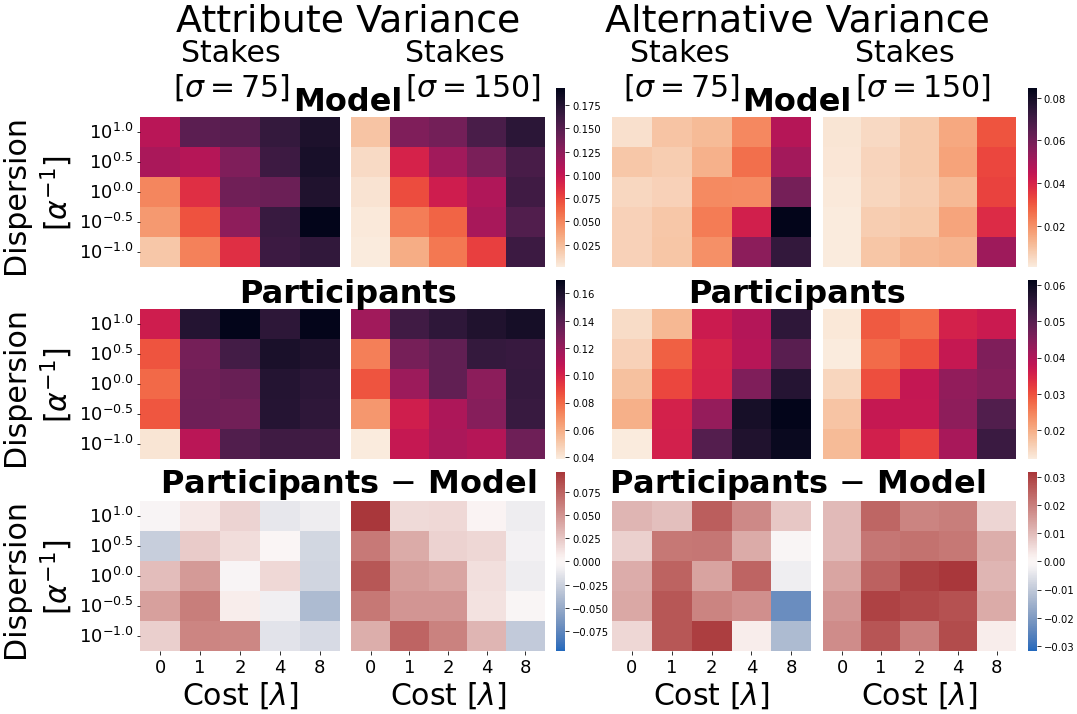 Attribute Variance
Alternative Variance
Stakes
[σ = 75]
Stakes
[σ = 150]
Stakes
[σ = 75]
Stakes
[σ = 150]
Model
Model
Dispersion
[α⁻¹]
10^1.0
10^0.5
10^0.0
10^−0.5
10^−1.0
0.175
0.150
0.125
0.100
0.075
0.050
0.025
0.08
0.06
0.04
0.02
Participants
Participants
Dispersion
[α⁻¹]
10^1.0
10^0.5
10^0.0
10^−0.5
10^−1.0
0.16
0.14
0.12
0.10
0.08
0.06
0.04
0.06
0.05
0.04
0.03
0.02
Participants − Model
Participants − Model
Dispersion
[α⁻¹]
10^1.0
10^0.5
10^0.0
10^−0.5
10^−1.0
0.075
0.050
0.025
0.000
−0.025
−0.050
−0.075
0.03
0.02
0.01
0.00
−0.01
−0.02
−0.03
0 1 2 4 8
0 1 2 4 8
0 1 2 4 8
0 1 2 4 8
Cost [λ]
Cost [λ]
Cost [λ]
Cost [λ]